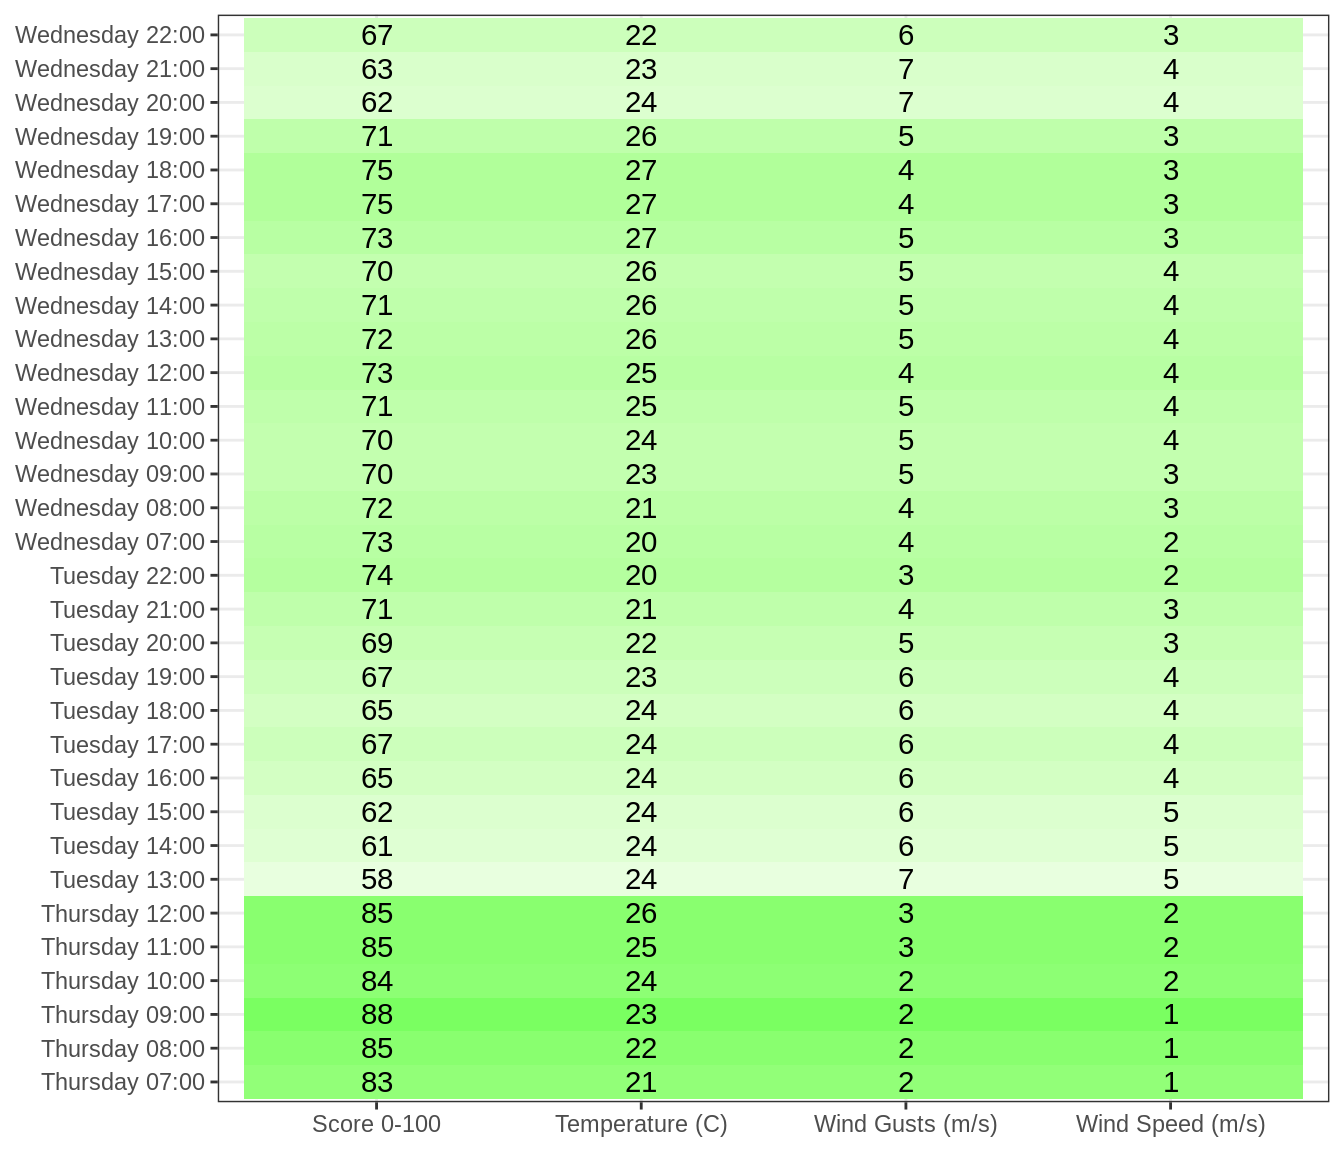 Wednesday 22:00 67 22 6 3
Wednesday 21:00 63 23 7 4
Wednesday 20:00 62 24 7 4
Wednesday 19:00 71 26 5 3
Wednesday 18:00 75 27 4 3
Wednesday 17:00 75 27 4 3
Wednesday 16:00 73 27 5 3
Wednesday 15:00 70 26 5 4
Wednesday 14:00 71 26 5 4
Wednesday 13:00 72 26 5 4
Wednesday 12:00 73 25 4 4
Wednesday 11:00 71 25 5 4
Wednesday 10:00 70 24 5 4
Wednesday 09:00 70 23 5 3
Wednesday 08:00 72 21 4 3
Wednesday 07:00 73 20 4 2
Tuesday 22:00 74 20 3 2
Tuesday 21:00 71 21 4 3
Tuesday 20:00 69 22 5 3
Tuesday 19:00 67 23 6 4
Tuesday 18:00 65 24 6 4
Tuesday 17:00 67 24 6 4
Tuesday 16:00 65 24 6 4
Tuesday 15:00 62 24 6 5
Tuesday 14:00 61 24 6 5
Tuesday 13:00 58 24 7 5
Thursday 12:00 85 26 3 2
Thursday 11:00 85 25 3 2
Thursday 10:00 84 24 2 2
Thursday 09:00 88 23 2 1
Thursday 08:00 85 22 2 1
Thursday 07:00 83 21 2 1
Score 0-100 Temperature (C) Wind Gusts (m/s) Wind Speed (m/s)